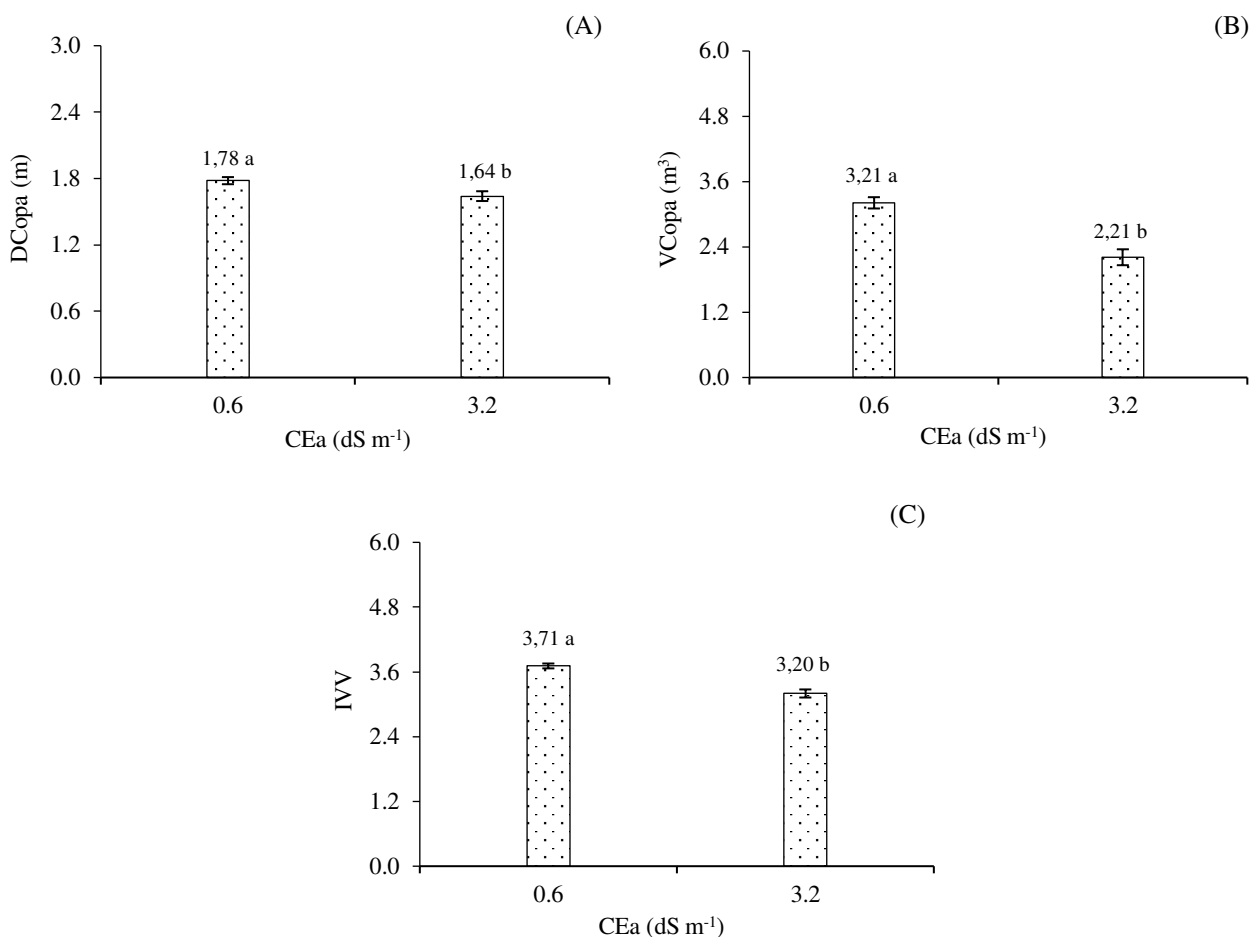 (A)
3.0
2.4
1.8
1.2
0.6
0.0
DCopa (m)
1,78 a
1,64 b
0.6
3.2
CEa (dS m-1)
(B)
6.0
4.8
3.6
2.4
1.2
0.0
VCopa (m³)
3,21 a
2,21 b
0.6
3.2
CEa (dS m-1)
(C)
6.0
4.8
3.6
2.4
1.2
0.0
IVV
3,71 a
3,20 b
0.6
3.2
CEa (dS m-1)